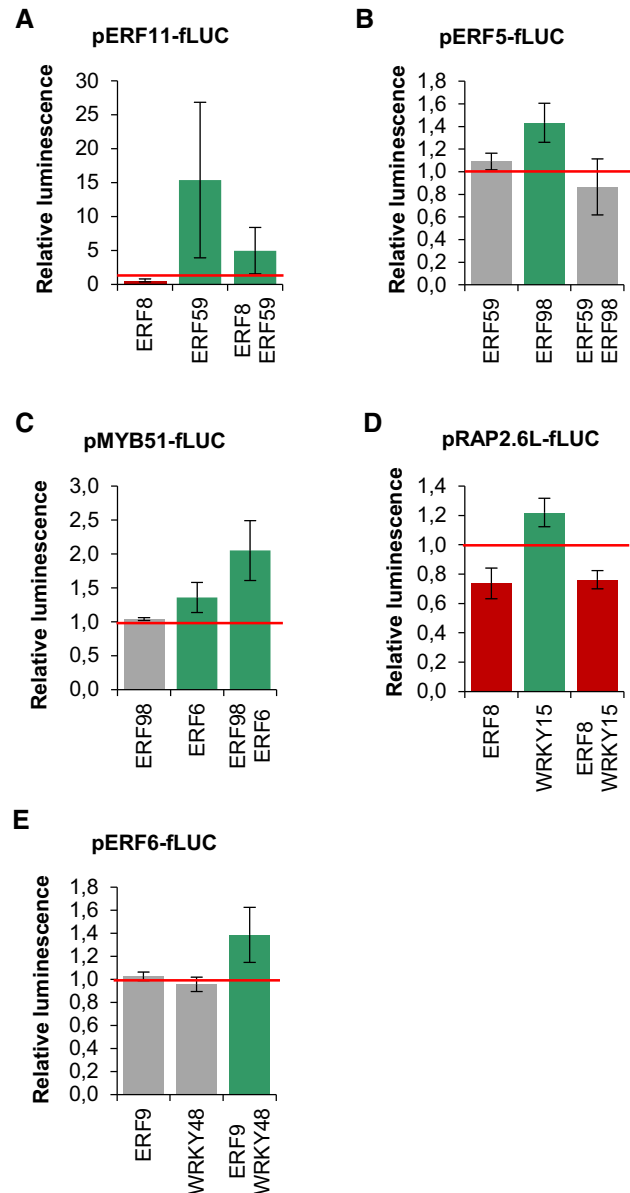 A
pERF11-fLUC
Relative luminescence
30
25
20
15
10
5
0
ERF8
ERF59
ERF8
ERF59
B
pERF5-fLUC
Relative luminescence
1,8
1,6
1,4
1,2
1,0
0,8
0,6
0,4
0,2
0,0
ERF59
ERF98
ERF59
ERF98
C
pMYB51-fLUC
Relative luminescence
3,0
2,5
2,0
1,5
1,0
0,5
0,0
ERF98
ERF6
ERF98
ERF6
D
pRAP2.6L-fLUC
Relative luminescence
1,4
1,2
1,0
0,8
0,6
0,4
0,2
0,0
ERF8
WRKY15
ERF8
WRKY15
E
pERF6-fLUC
Relative luminescence
1,8
1,6
1,4
1,2
1,0
0,8
0,6
0,4
0,2
0,0
ERF9
WRKY48
ERF9
WRKY48